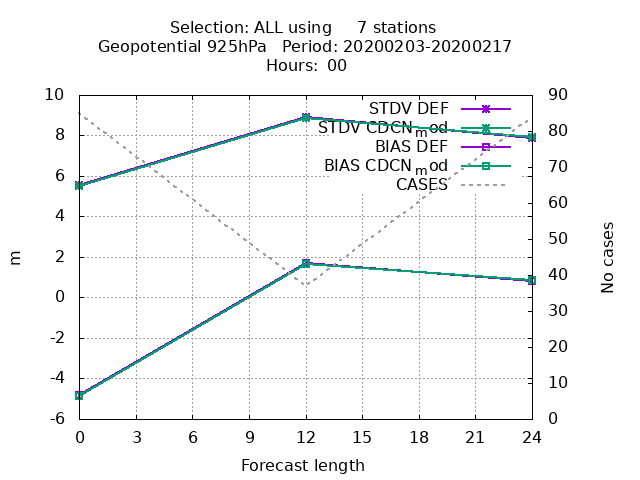 Selection: ALL using     7 stations
Geopotential 925hPa   Period: 20200203-20200217
Hours: 00
10
8
6
4
2
0
-2
-4
-6
m
STDV DEF
STDV CDCN_mod
BIAS DEF
BIAS CDCN_mod
CASES
90
80
70
60
50
40
30
20
10
0
No cases
0 3 6 9 12 15 18 21 24
Forecast length